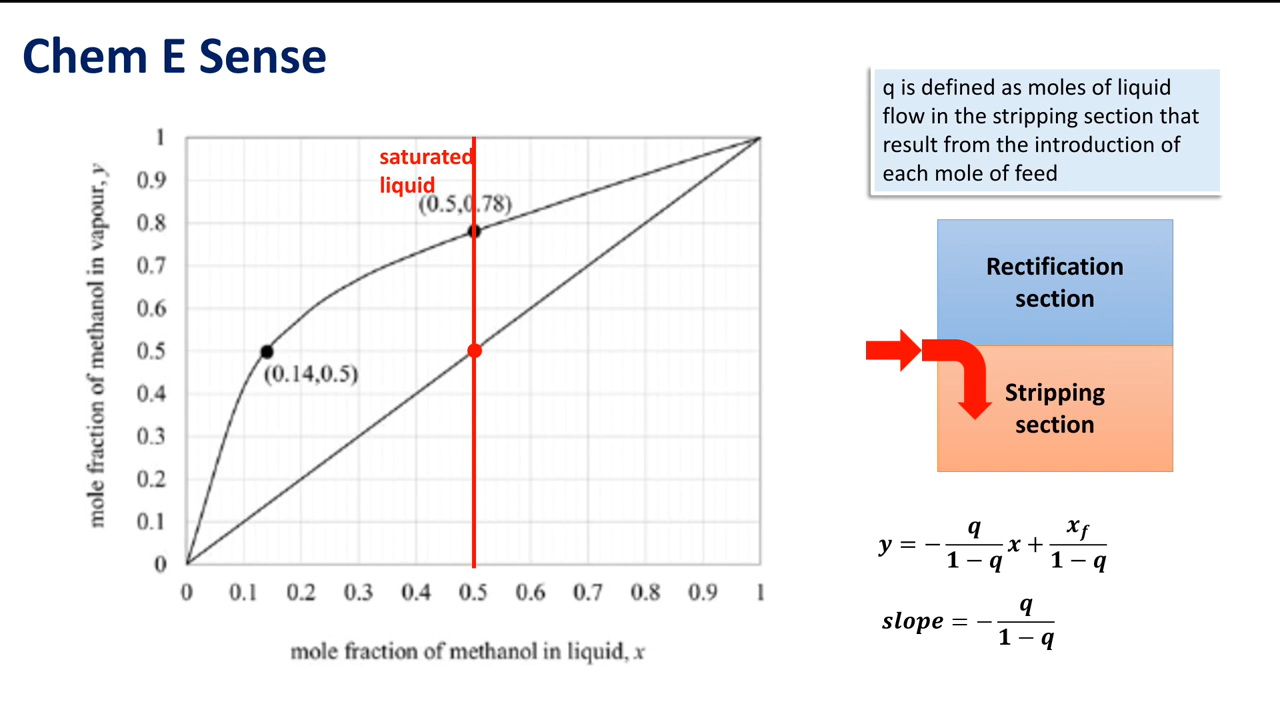 Chem E Sense
q is defined as moles of liquid
flow in the stripping section that
result from the introduction of
each mole of feed
mole fraction of methanol in vapour, y
1
0.9
0.8
0.7
0.6
0.5
0.4
0.3
0.2
0.1
0
saturated
liquid
(0.5,0.78)
(0.14,0.5)
0 0.1 0.2 0.3 0.4 0.5 0.6 0.7 0.8 0.9 1
mole fraction of methanol in liquid, x
Rectification
section
Stripping
section
y = − q/(1 − q) x + x_f/(1 − q)
slope = − q/(1 − q)